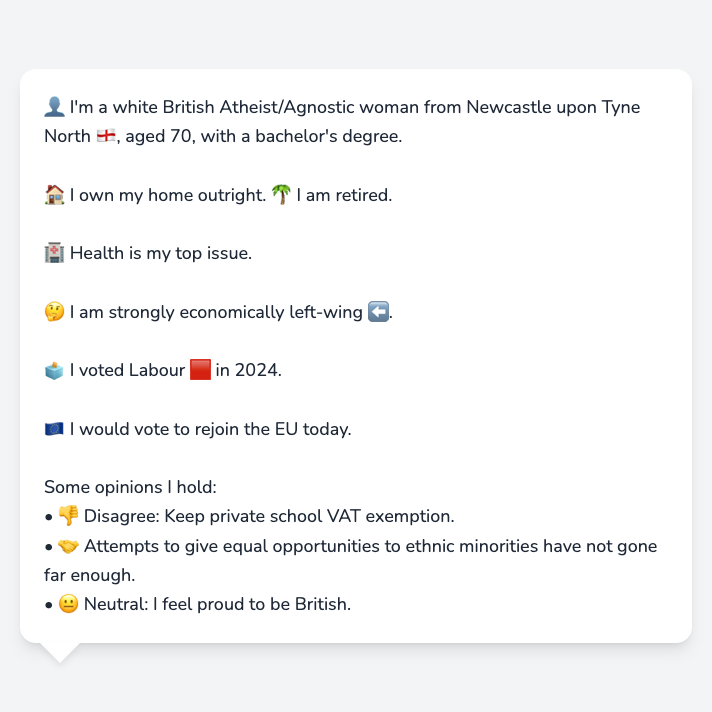 👤 I'm a white British Atheist/Agnostic woman from Newcastle upon Tyne
North 🏴󠁧󠁢󠁥󠁮󠁧󠁿, aged 70, with a bachelor's degree.
🏠 I own my home outright. 🌴 I am retired.
🏥 Health is my top issue.
🤔 I am strongly economically left-wing ⬅️.
🗳️ I voted Labour 🟥 in 2024.
🇪🇺 I would vote to rejoin the EU today.
Some opinions I hold:
• 👎 Disagree: Keep private school VAT exemption.
• 🤝 Attempts to give equal opportunities to ethnic minorities have not gone
far enough.
• 😐 Neutral: I feel proud to be British.